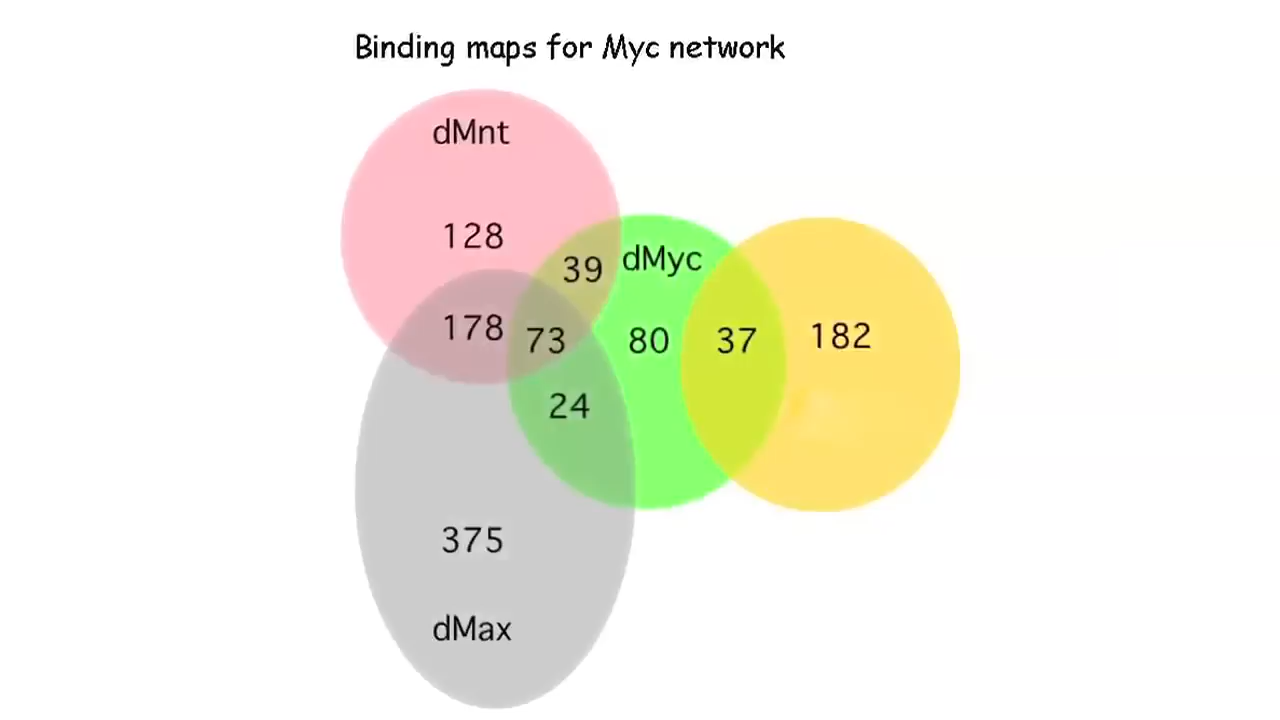 Binding maps for Myc network
dMnt
128
39
dMyc
178
73
80
37
182
24
375
dMax